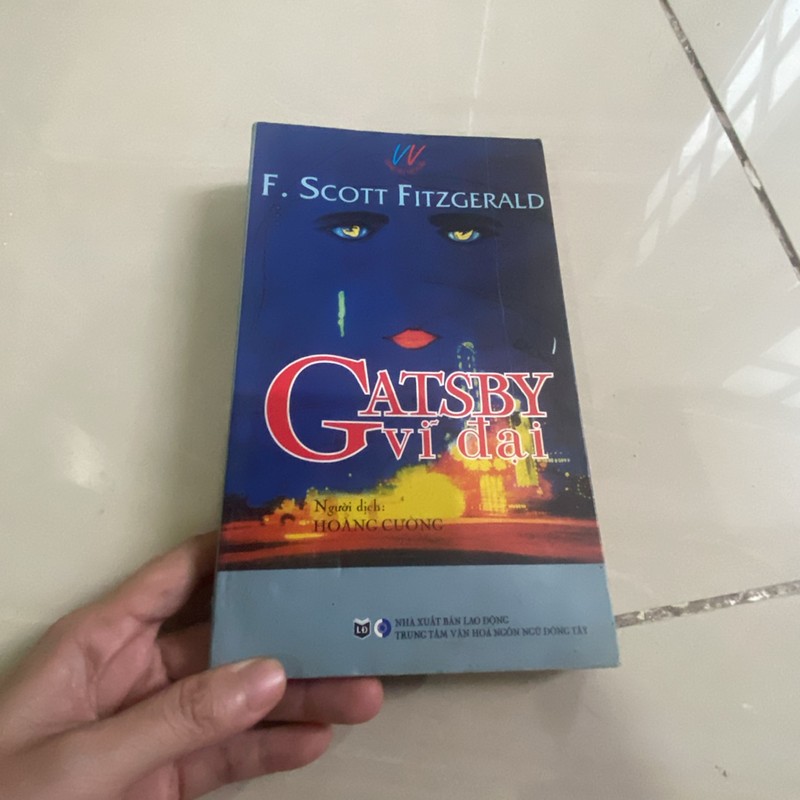 F. SCOTT FITZGERALD
GATSBY
vĩ đại
Người dịch:
HOÀNG CƯỜNG
LĐ
NHÀ XUẤT BẢN LAO ĐỘNG
TRUNG TÂM VĂN HOÁ NGÔN NGỮ ĐÔNG TÂY